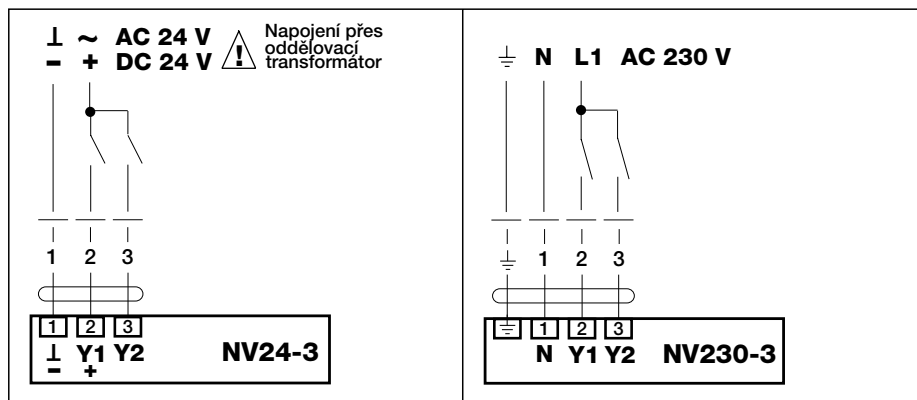 ⊥ ~ AC 24 V
− + DC 24 V
!
Napojení přes
oddělovací
transformátor
1 2 3
1 2 3
⊥ Y1 Y2 NV24-3
− +
⏚ N L1 AC 230 V
⏚ 1 2 3
⏚ 1 2 3
N Y1 Y2 NV230-3